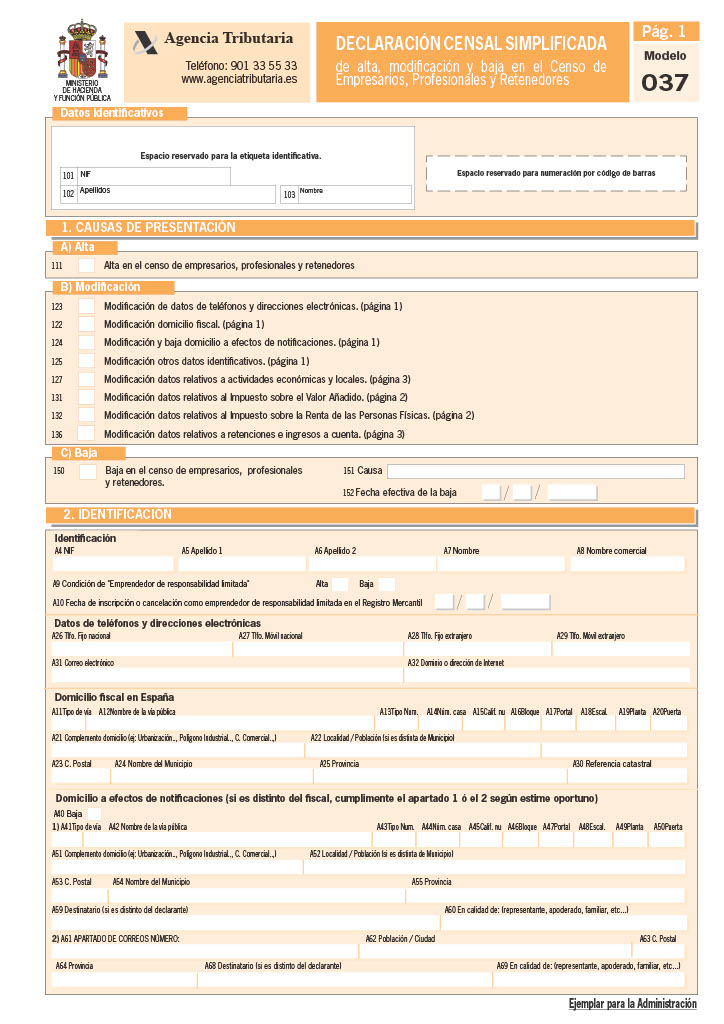 MINISTERIO
DE HACIENDA
Y FUNCIÓN PÚBLICA
Agencia Tributaria
Teléfono: 901 33 55 33
www.agenciatributaria.es
DECLARACIÓN CENSAL SIMPLIFICADA
de alta, modificación y baja en el Censo de
Empresarios, Profesionales y Retenedores
Pág. 1
Modelo
037
Datos identificativos
Espacio reservado para la etiqueta identificativa.
101 NIF
102 Apellidos
103 Nombre
Espacio reservado para numeración por código de barras
1. CAUSAS DE PRESENTACIÓN
A) Alta
111 Alta en el censo de empresarios, profesionales y retenedores
B) Modificación
123 Modificación de datos de teléfonos y direcciones electrónicas. (página 1)
122 Modificación domicilio fiscal. (página 1)
124 Modificación y baja domicilio a efectos de notificaciones. (página 1)
125 Modificación otros datos identificativos. (página 1)
127 Modificación datos relativos a actividades económicas y locales. (página 3)
131 Modificación datos relativos al Impuesto sobre el Valor Añadido. (página 2)
132 Modificación datos relativos al Impuesto sobre la Renta de las Personas Físicas. (página 2)
136 Modificación datos relativos a retenciones e ingresos a cuenta. (página 3)
C) Baja
150 Baja en el censo de empresarios, profesionales
y retenedores.
151 Causa
152 Fecha efectiva de la baja / /
2. IDENTIFICACIÓN
Identificación
A4 NIF A5 Apellido 1 A6 Apellido 2 A7 Nombre A8 Nombre comercial
A9 Condición de "Emprendedor de responsabilidad limitada" Alta Baja
A10 Fecha de inscripción o cancelación como emprendedor de responsabilidad limitada en el Registro Mercantil / /
Datos de teléfonos y direcciones electrónicas
A26 Tlfo. Fijo nacional A27 Tlfo. Móvil nacional A28 Tlfo. Fijo extranjero A29 Tlfo. Móvil extranjero
A31 Correo electrónico A32 Dominio o dirección de Internet
Domicilio fiscal en España
A11Tipo de vía A12Nombre de la vía pública A13Tipo Num. A14Núm. casa A15Calif. nu A16Bloque A17Portal A18Escal. A19Planta A20Puerta
A21 Complemento domicilio (ej: Urbanización.., Polígono Industrial.., C. Comercial..,) A22 Localidad / Población (si es distinta de Municipio)
A23 C. Postal A24 Nombre del Municipio A25 Provincia A30 Referencia catastral
Domicilio a efectos de notificaciones (si es distinto del fiscal, cumplimente el apartado 1 ó el 2 según estime oportuno)
A40 Baja
1) A41Tipo de vía A42 Nombre de la vía pública A43Tipo Num. A44Núm. casa A45Calif. nu A46Bloque A47Portal A48Escal. A49Planta A50Puerta
A51 Complemento domicilio (ej: Urbanización.., Polígono Industrial.., C. Comercial..,) A52 Localidad / Población (si es distinta de Municipio)
A53 C. Postal A54 Nombre del Municipio A55 Provincia
A59 Destinatario (si es distinto del declarante) A60 En calidad de: (representante, apoderado, familiar, etc...)
2) A61 APARTADO DE CORREOS NÚMERO: A62 Población / Ciudad A63 C. Postal
A64 Provincia A68 Destinatario (si es distinto del declarante) A69 En calidad de: (representante, apoderado, familiar, etc...)
Ejemplar para la Administración